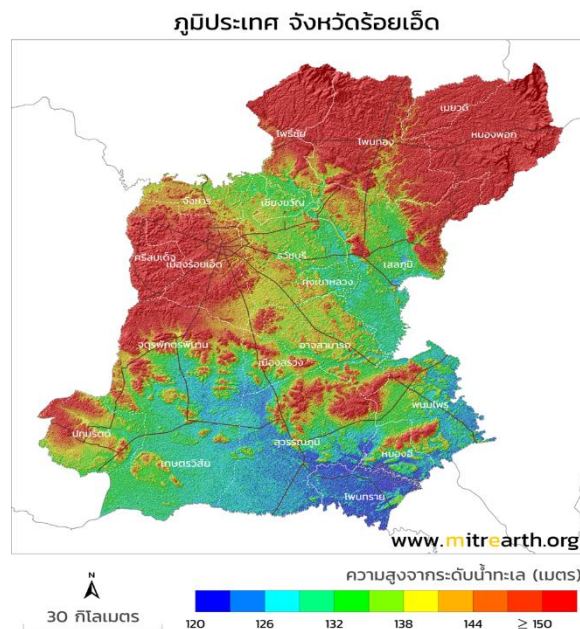 ภูมิประเทศ จังหวัดร้อยเอ็ด
เมยวดี
โพธิ์ชัย
โพนทอง
หนองพอก
จังหาร
เชียงขวัญ
ศรีสมเด็จ
เมืองร้อยเอ็ด
ธวัชบุรี
เสลภูมิ
ทุ่งเขาหลวง
จตุรพักตรพิมาน
อาจสามารถ
เมืองสรวง
พนมไพร
ปทุมรัตต์
สุวรรณภูมิ
หนองฮี
เกษตรวิสัย
โพนทราย
www.mitrearth.org
N
30 กิโลเมตร
ความสูงจากระดับน้ำทะเล (เมตร)
120 126 132 138 144 ≥ 150